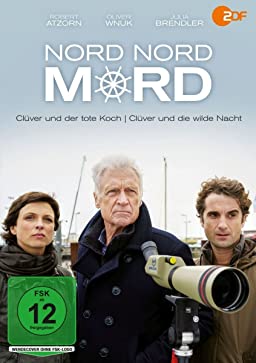 ROBERT ATZORN
OLIVER WNUK
JULIA BRENDLER
ZDF
NORD NORD
MORD
Clüver und der tote Koch | Clüver und die wilde Nacht
FSK
12
Freigegeben
WENDECOVER OHNE FSK-LOGO